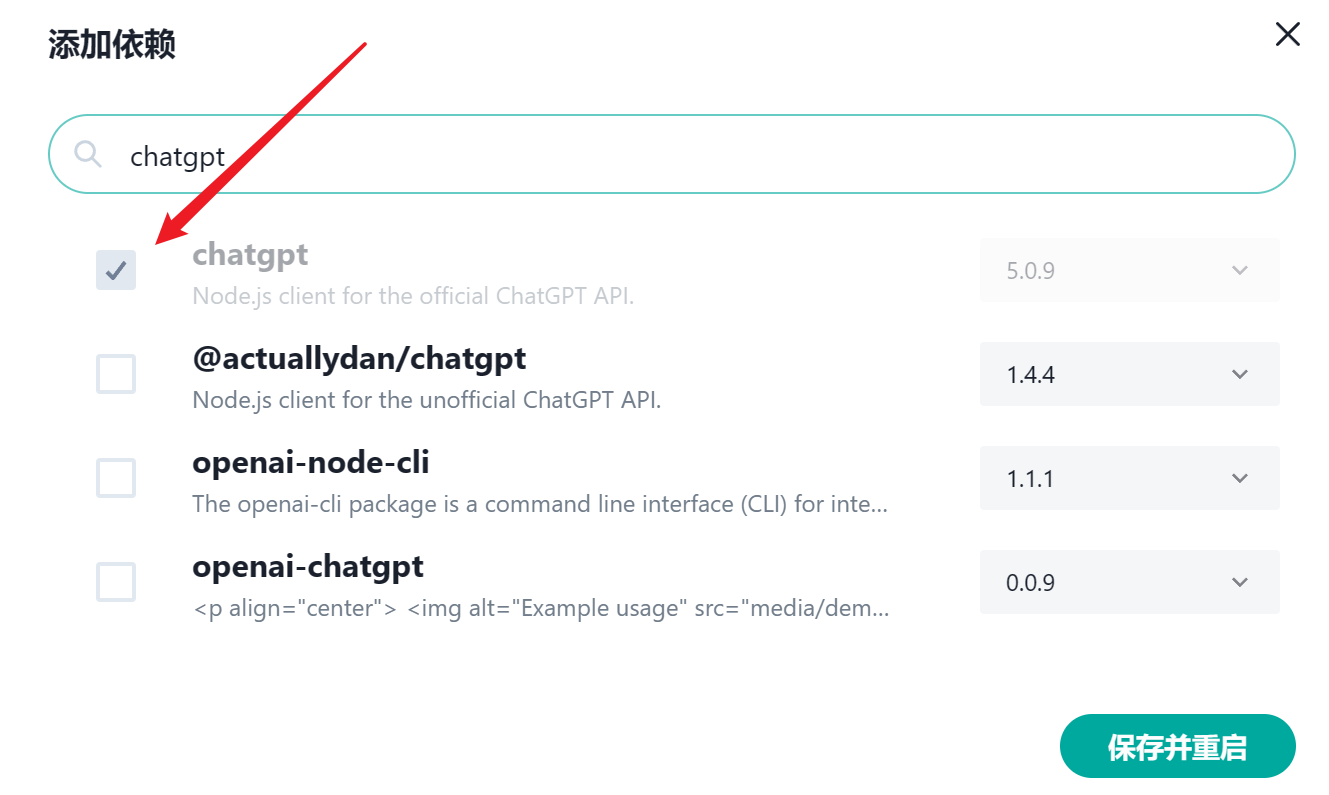 添加依赖
chatgpt
chatgpt
5.0.9
Node.js client for the official ChatGPT API.
@actuallydan/chatgpt
1.4.4
Node.js client for the unofficial ChatGPT API.
openai-node-cli
1.1.1
The openai-cli package is a command line interface (CLI) for inte...
openai-chatgpt
0.0.9
<p align="center"> <img alt="Example usage" src="media/dem...
保存并重启